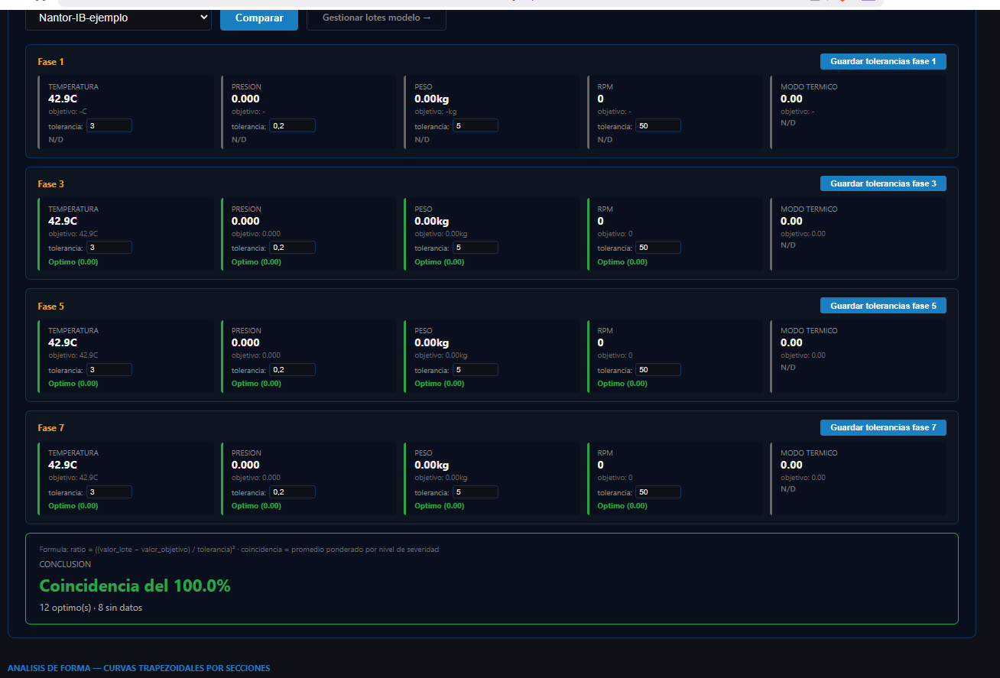 Nantor-IB-ejemplo Comparar Gestionar lotes modelo →
Fase 1 Guardar tolerancias fase 1
TEMPERATURA PRESION PESO RPM MODO TERMICO
42.9C 0.000 0.00kg 0 0.00
objetivo: -C objetivo: - objetivo: -kg objetivo: - objetivo: -
tolerancia: 3 tolerancia: 0,2 tolerancia: 5 tolerancia: 50 N/D
N/D N/D N/D N/D
Fase 3 Guardar tolerancias fase 3
TEMPERATURA PRESION PESO RPM MODO TERMICO
42.9C 0.000 0.00kg 0 0.00
objetivo: 42.9C objetivo: 0.000 objetivo: 0.00kg objetivo: 0 objetivo: 0.00
tolerancia: 3 tolerancia: 0,2 tolerancia: 5 tolerancia: 50 N/D
Optimo (0.00) Optimo (0.00) Optimo (0.00) Optimo (0.00)
Fase 5 Guardar tolerancias fase 5
TEMPERATURA PRESION PESO RPM MODO TERMICO
42.9C 0.000 0.00kg 0 0.00
objetivo: 42.9C objetivo: 0.000 objetivo: 0.00kg objetivo: 0 objetivo: 0.00
tolerancia: 3 tolerancia: 0,2 tolerancia: 5 tolerancia: 50 N/D
Optimo (0.00) Optimo (0.00) Optimo (0.00) Optimo (0.00)
Fase 7 Guardar tolerancias fase 7
TEMPERATURA PRESION PESO RPM MODO TERMICO
42.9C 0.000 0.00kg 0 0.00
objetivo: 42.9C objetivo: 0.000 objetivo: 0.00kg objetivo: 0 objetivo: 0.00
tolerancia: 3 tolerancia: 0,2 tolerancia: 5 tolerancia: 50 N/D
Optimo (0.00) Optimo (0.00) Optimo (0.00) Optimo (0.00)
Formula: ratio = ((valor_lote − valor_objetivo) / tolerancia)² · coincidencia = promedio ponderado por nivel de severidad
CONCLUSION
Coincidencia del 100.0%
12 optimo(s) · 8 sin datos
ANALISIS DE FORMA — CURVAS TRAPEZOIDALES POR SECCIONES